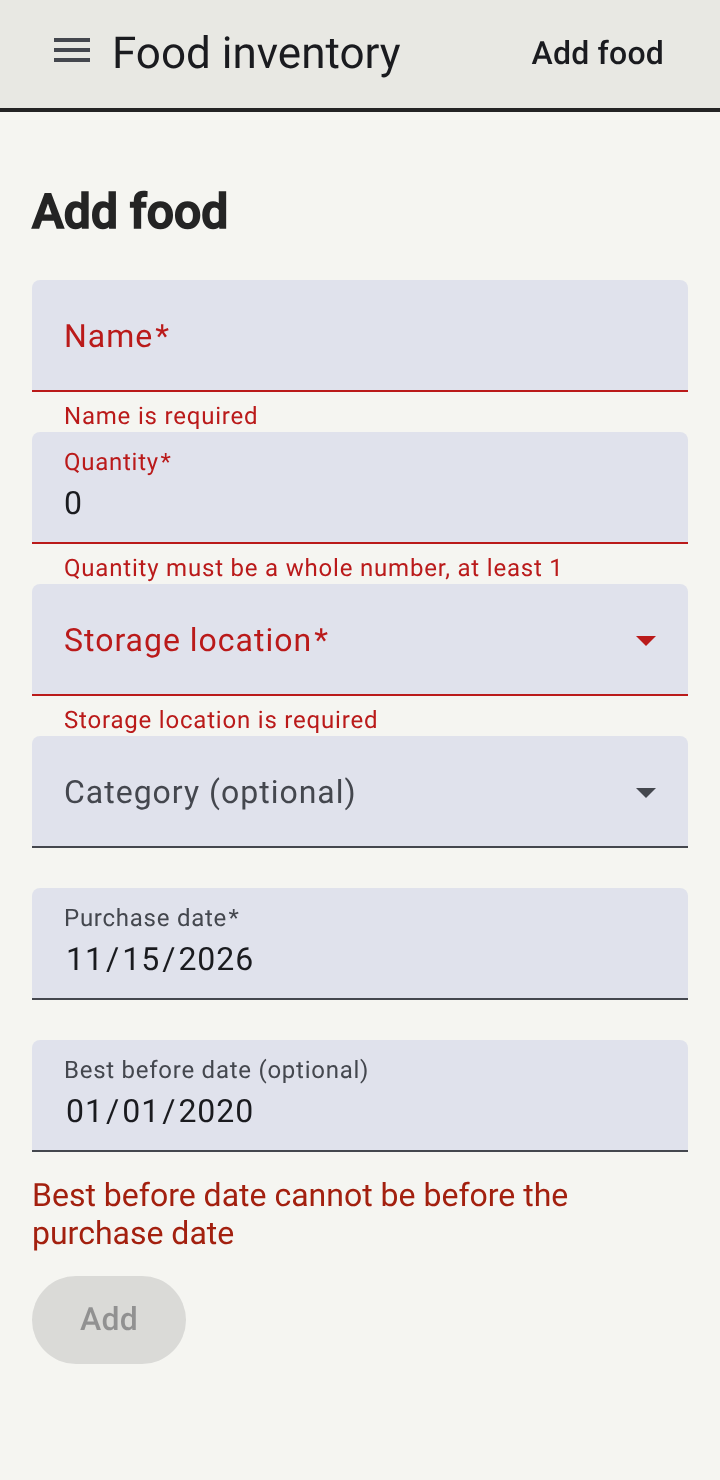 Food inventory Add food
Add food
Name*
Name is required
Quantity*
0
Quantity must be a whole number, at least 1
Storage location*
Storage location is required
Category (optional)
Purchase date*
11/15/2026
Best before date (optional)
01/01/2020
Best before date cannot be before the
purchase date
Add